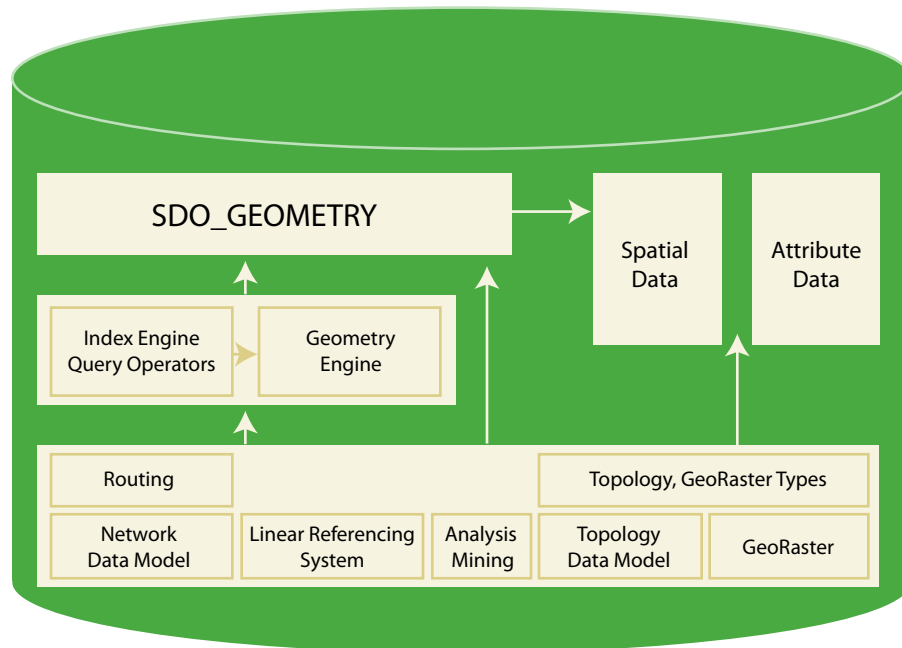 SDO_GEOMETRY
Spatial
Data
Attribute
Data
Index Engine
Query Operators
Geometry
Engine
Routing
Topology, GeoRaster Types
Network
Data Model
Linear Referencing
System
Analysis
Mining
Topology
Data Model
GeoRaster